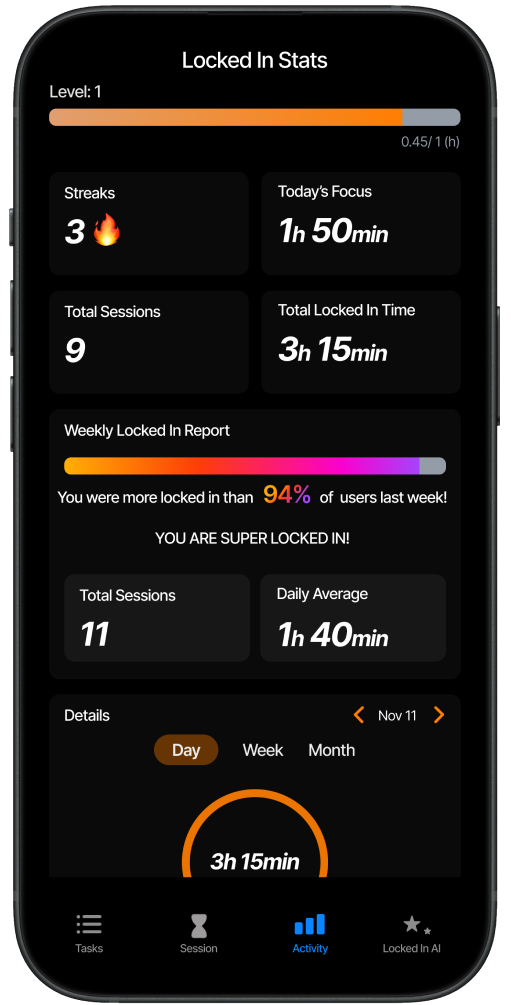 Locked In Stats
Level: 1
0.45/ 1 (h)
Streaks
3
Today's Focus
1h 50min
Total Sessions
9
Total Locked In Time
3h 15min
Weekly Locked In Report
You were more locked in than 94% of users last week!
YOU ARE SUPER LOCKED IN!
Total Sessions
11
Daily Average
1h 40min
Details
Nov 11
Day Week Month
3h 15min
Tasks Session Activity Locked In AI